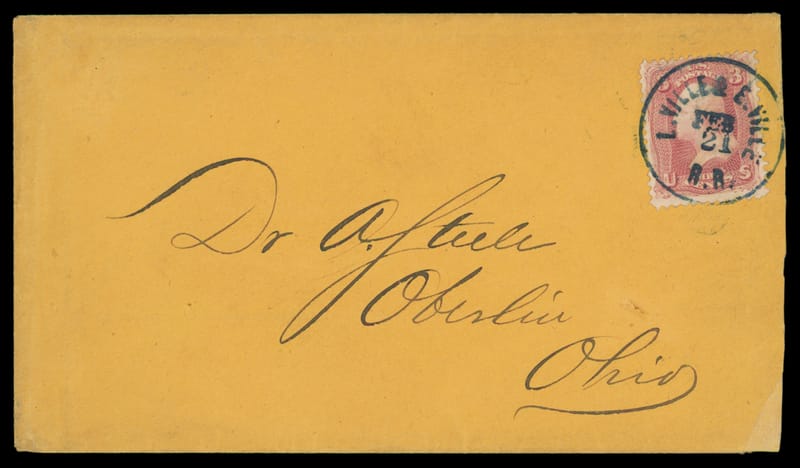 L. VILLE & E. VILLE
FEB
21
R.R.
U S
Dr A. Steele
Oberlin
Ohio